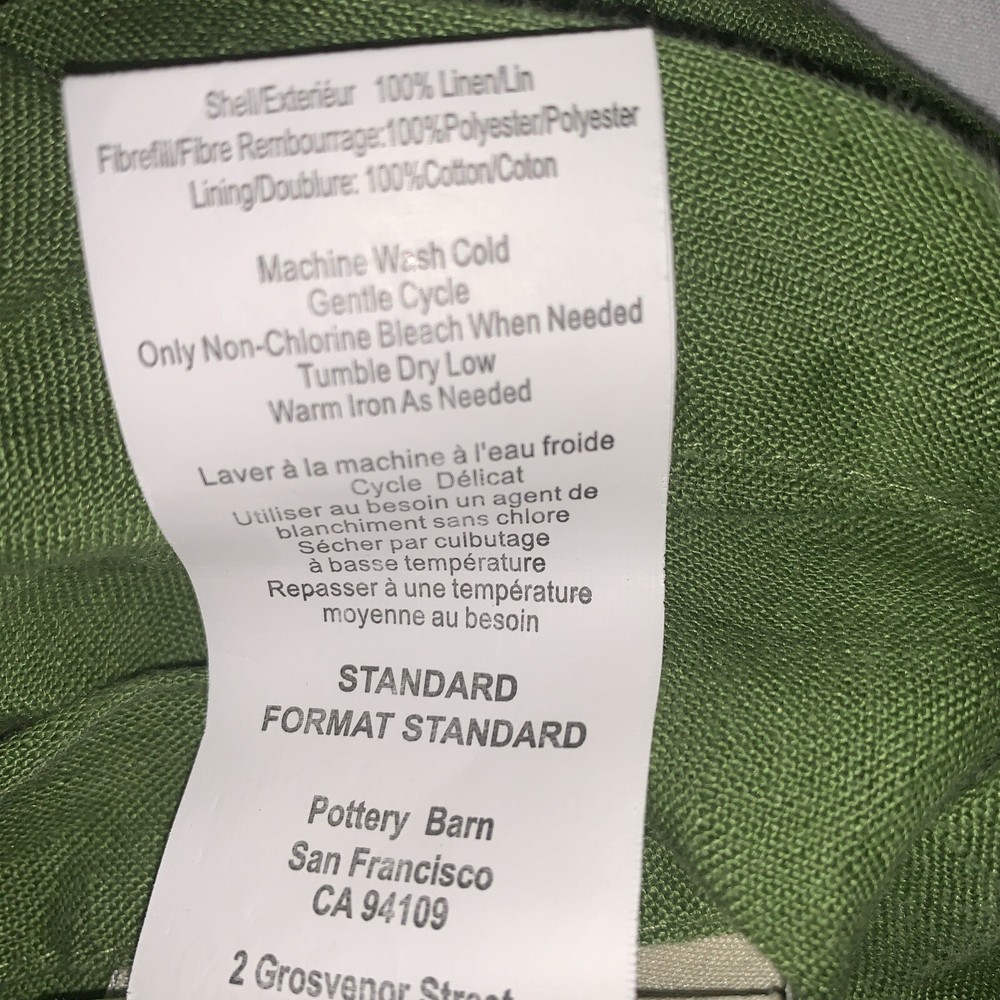 Shell/Exteriéur 100% Linen/Lin
Fibrefill/Fibre Rembourrage:100%Polyester/Polyester
Lining/Doublure: 100%Cotton/Coton
Machine Wash Cold
Gentle Cycle
Only Non-Chlorine Bleach When Needed
Tumble Dry Low
Warm Iron As Needed
Laver à la machine à l'eau froide
Cycle Délicat
Utiliser au besoin un agent de
blanchiment sans chlore
Sécher par culbutage
à basse température
Repasser à une température
moyenne au besoin
STANDARD
FORMAT STANDARD
Pottery Barn
San Francisco
CA 94109
2 Grosvenor Street